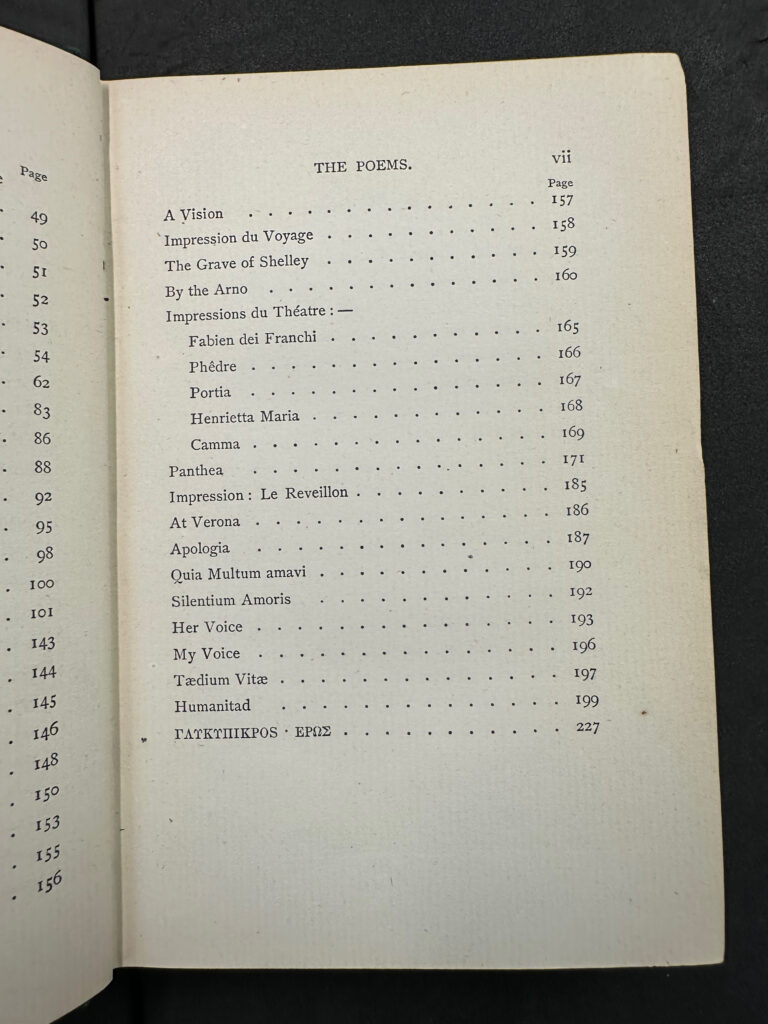 Page
49
50
51
52
53
54
62
83
86
88
92
95
98
100
101
143
144
145
146
148
150
153
155
156
THE POEMS. vii
Page
A Vision . . . . . . . . . . . . . . . 157
Impression du Voyage . . . . . . . . . . . 158
The Grave of Shelley . . . . . . . . . . . 159
By the Arno . . . . . . . . . . . . . . 160
Impressions du Théatre : —
Fabien dei Franchi . . . . . . . . . . . 165
Phêdre . . . . . . . . . . . . . . . 166
Portia . . . . . . . . . . . . . . . 167
Henrietta Maria . . . . . . . . . . . . 168
Camma . . . . . . . . . . . . . . . 169
Panthea . . . . . . . . . . . . . . . 171
Impression : Le Reveillon . . . . . . . . . . 185
At Verona . . . . . . . . . . . . . . . 186
Apologia . . . . . . . . . . . . . . . 187
Quia Multum amavi . . . . . . . . . . . . 190
Silentium Amoris . . . . . . . . . . . . 192
Her Voice . . . . . . . . . . . . . . . 193
My Voice . . . . . . . . . . . . . . . 196
Tædium Vitæ . . . . . . . . . . . . . . 197
Humanitad . . . . . . . . . . . . . . 199
ΓΛΥΚΥΠΙΚΡΟS · ΕΡΩΣ . . . . . . . . . . . 227